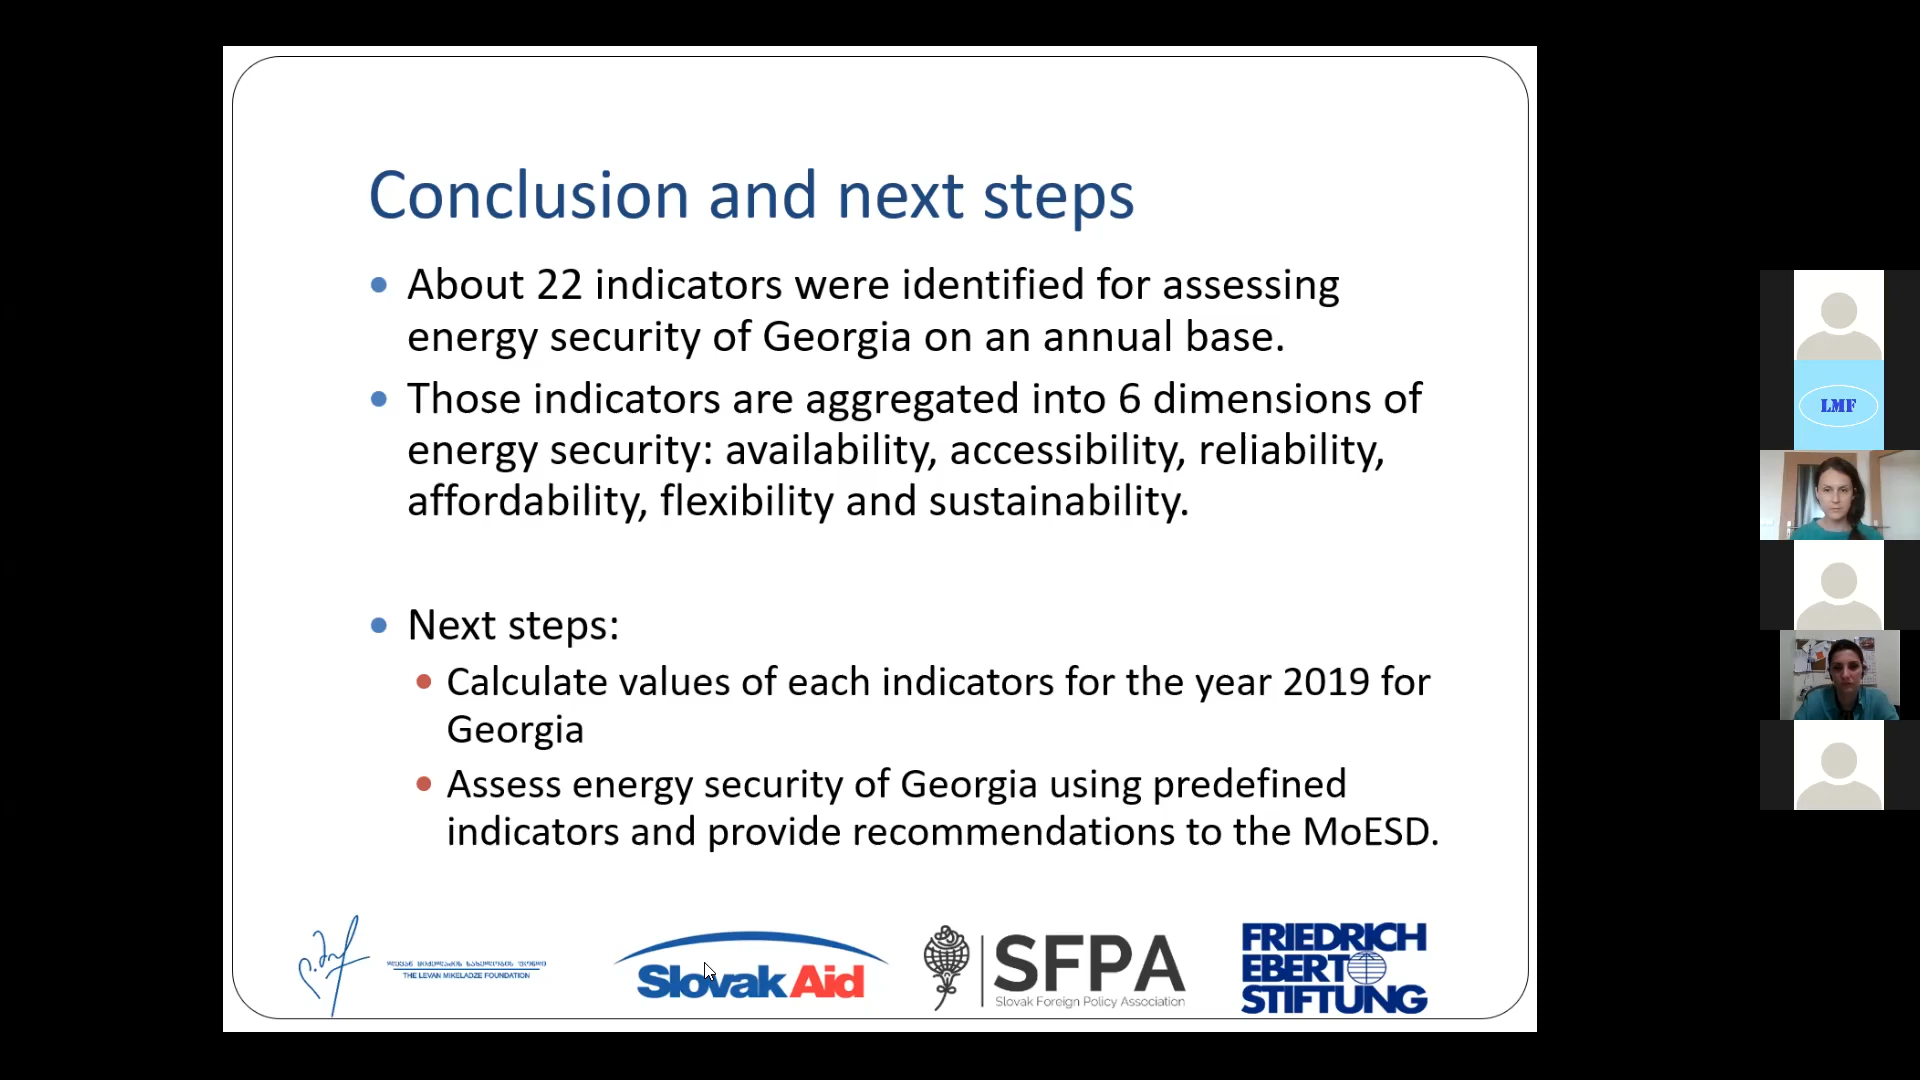 Conclusion and next steps
• About 22 indicators were identified for assessing
energy security of Georgia on an annual base.
• Those indicators are aggregated into 6 dimensions of
energy security: availability, accessibility, reliability,
affordability, flexibility and sustainability.
• Next steps:
• Calculate values of each indicators for the year 2019 for
Georgia
• Assess energy security of Georgia using predefined
indicators and provide recommendations to the MoESD.
THE LEVAN MIKELADZE FOUNDATION
SlovakAid
SFPA
Slovak Foreign Policy Association
FRIEDRICH
EBERT
STIFTUNG
LMF